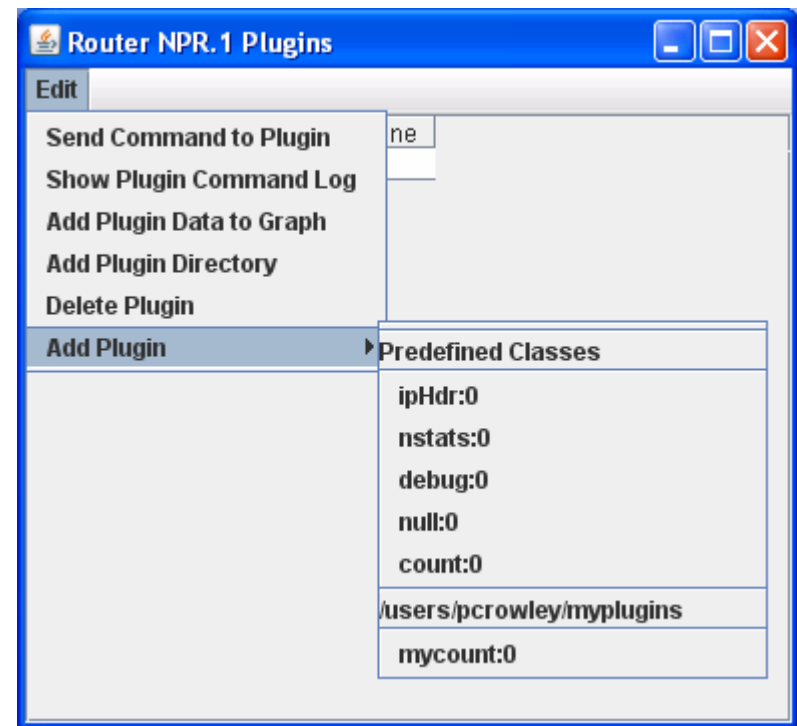 Router NPR.1 Plugins
Edit
Send Command to Plugin
ne
Show Plugin Command Log
Add Plugin Data to Graph
Add Plugin Directory
Delete Plugin
Add Plugin
Predefined Classes
ipHdr:0
nstats:0
debug:0
null:0
count:0
/users/pcrowley/myplugins
mycount:0